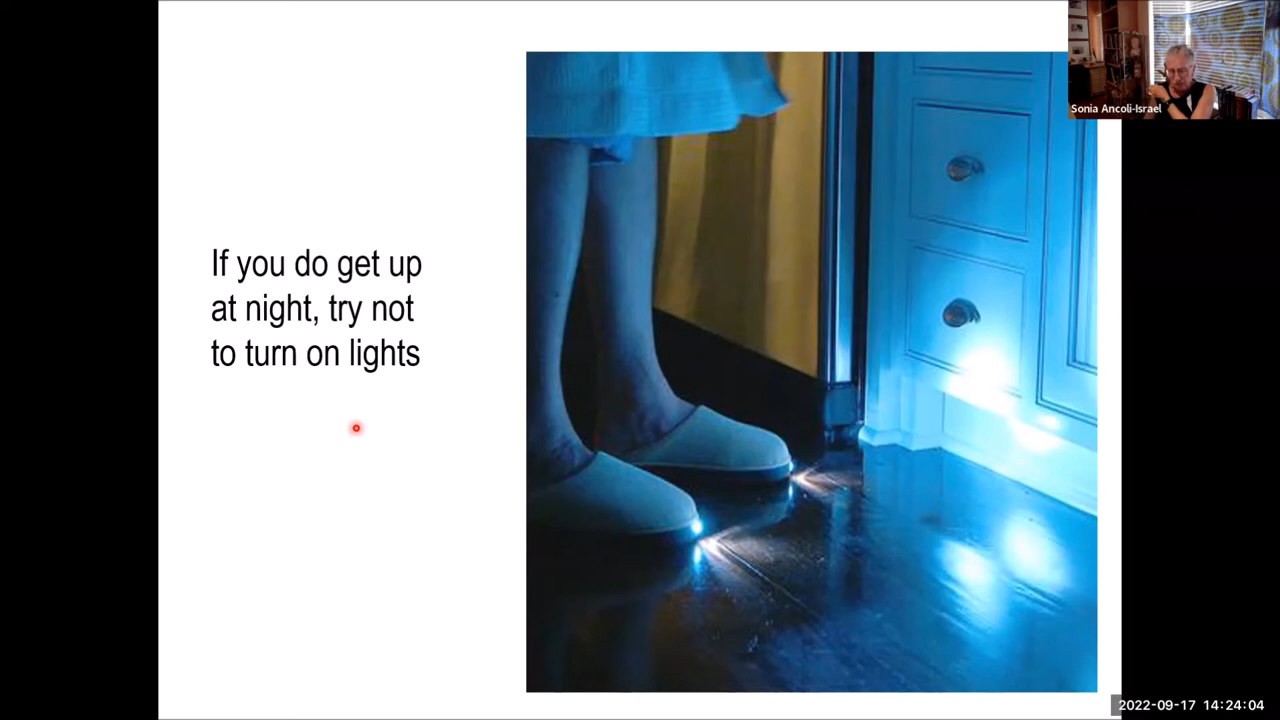 If you do get up
at night, try not
to turn on lights
Sonia Ancoli-Israel
2022-09-17 14:24:04